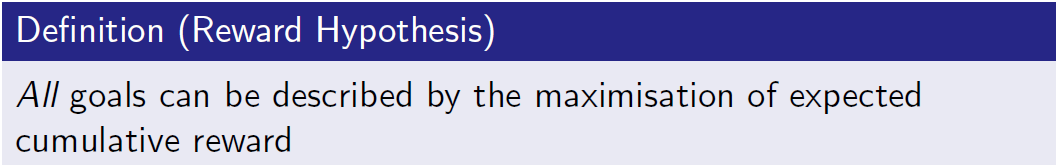 Definition (Reward Hypothesis)
All goals can be described by the maximisation of expected
cumulative reward